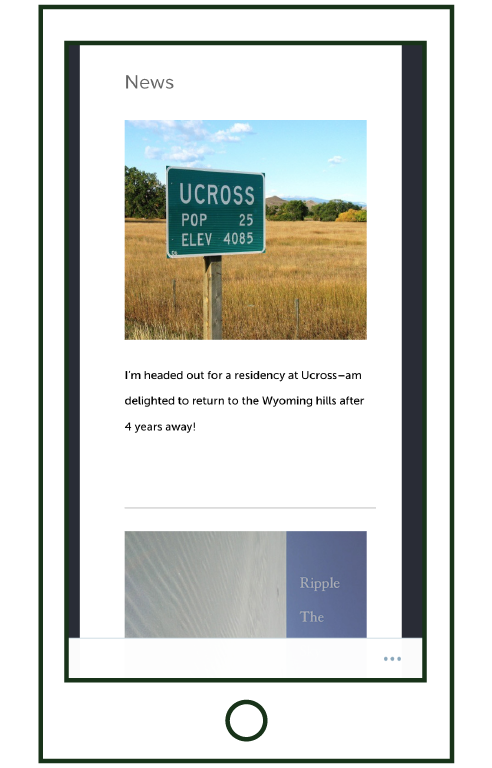 News
UCROSS
POP 25
ELEV 4085
I'm headed out for a residency at Ucross–am
delighted to return to the Wyoming hills after
4 years away!
Ripple
The